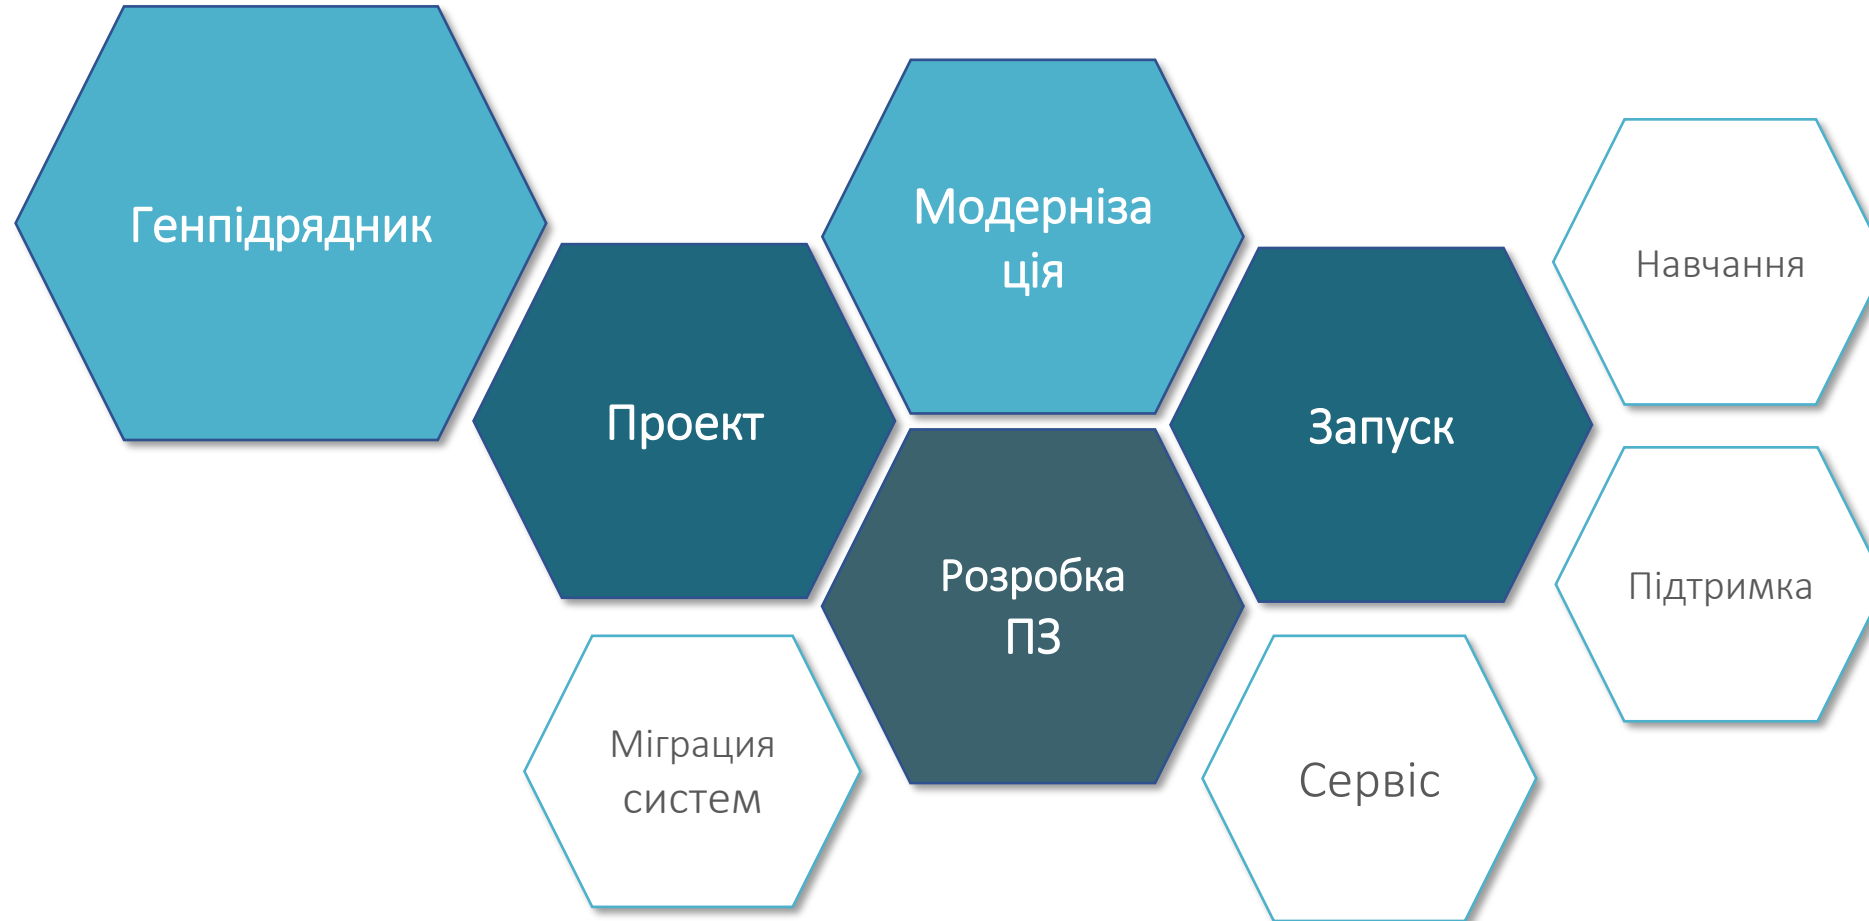 Генпідрядник
Проект
Модерніза
ція
Розробка
ПЗ
Запуск
Навчання
Підтримка
Міграция
систем
Сервіс